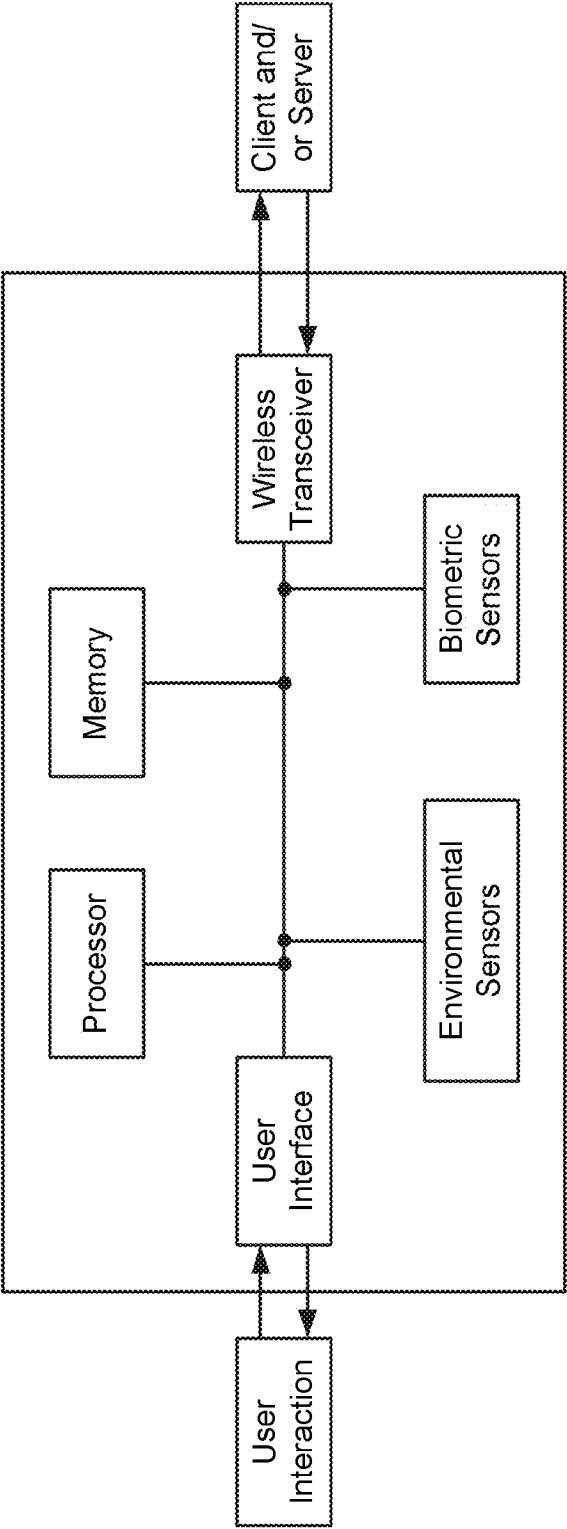 Processor
Memory
User
Interaction
User
Interface
Wireless
Transceiver
Client and/
or Server
Environmental
Sensors
Biometric
Sensors